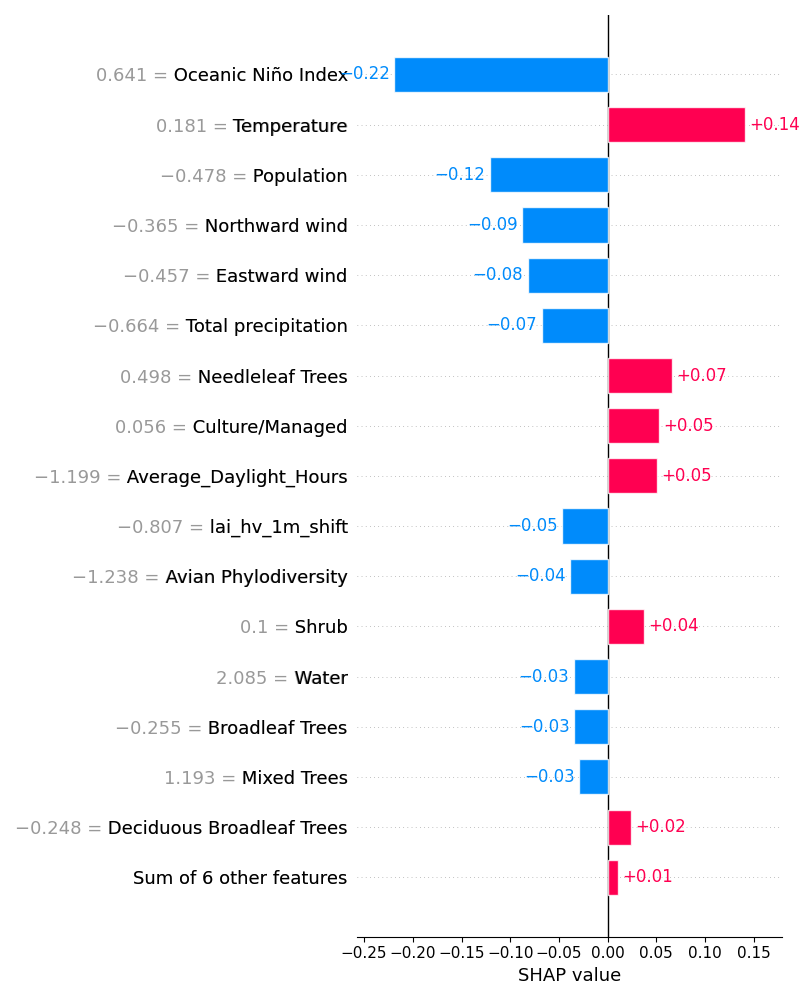 0.641 = Oceanic Niño Index −0.22
0.181 = Temperature +0.14
−0.478 = Population −0.12
−0.365 = Northward wind −0.09
−0.457 = Eastward wind −0.08
−0.664 = Total precipitation −0.07
0.498 = Needleleaf Trees +0.07
0.056 = Culture/Managed +0.05
−1.199 = Average_Daylight_Hours +0.05
−0.807 = lai_hv_1m_shift −0.05
−1.238 = Avian Phylodiversity −0.04
0.1 = Shrub +0.04
2.085 = Water −0.03
−0.255 = Broadleaf Trees −0.03
1.193 = Mixed Trees −0.03
−0.248 = Deciduous Broadleaf Trees +0.02
Sum of 6 other features +0.01
−0.25 −0.20 −0.15 −0.10 −0.05 0.00 0.05 0.10 0.15
SHAP value